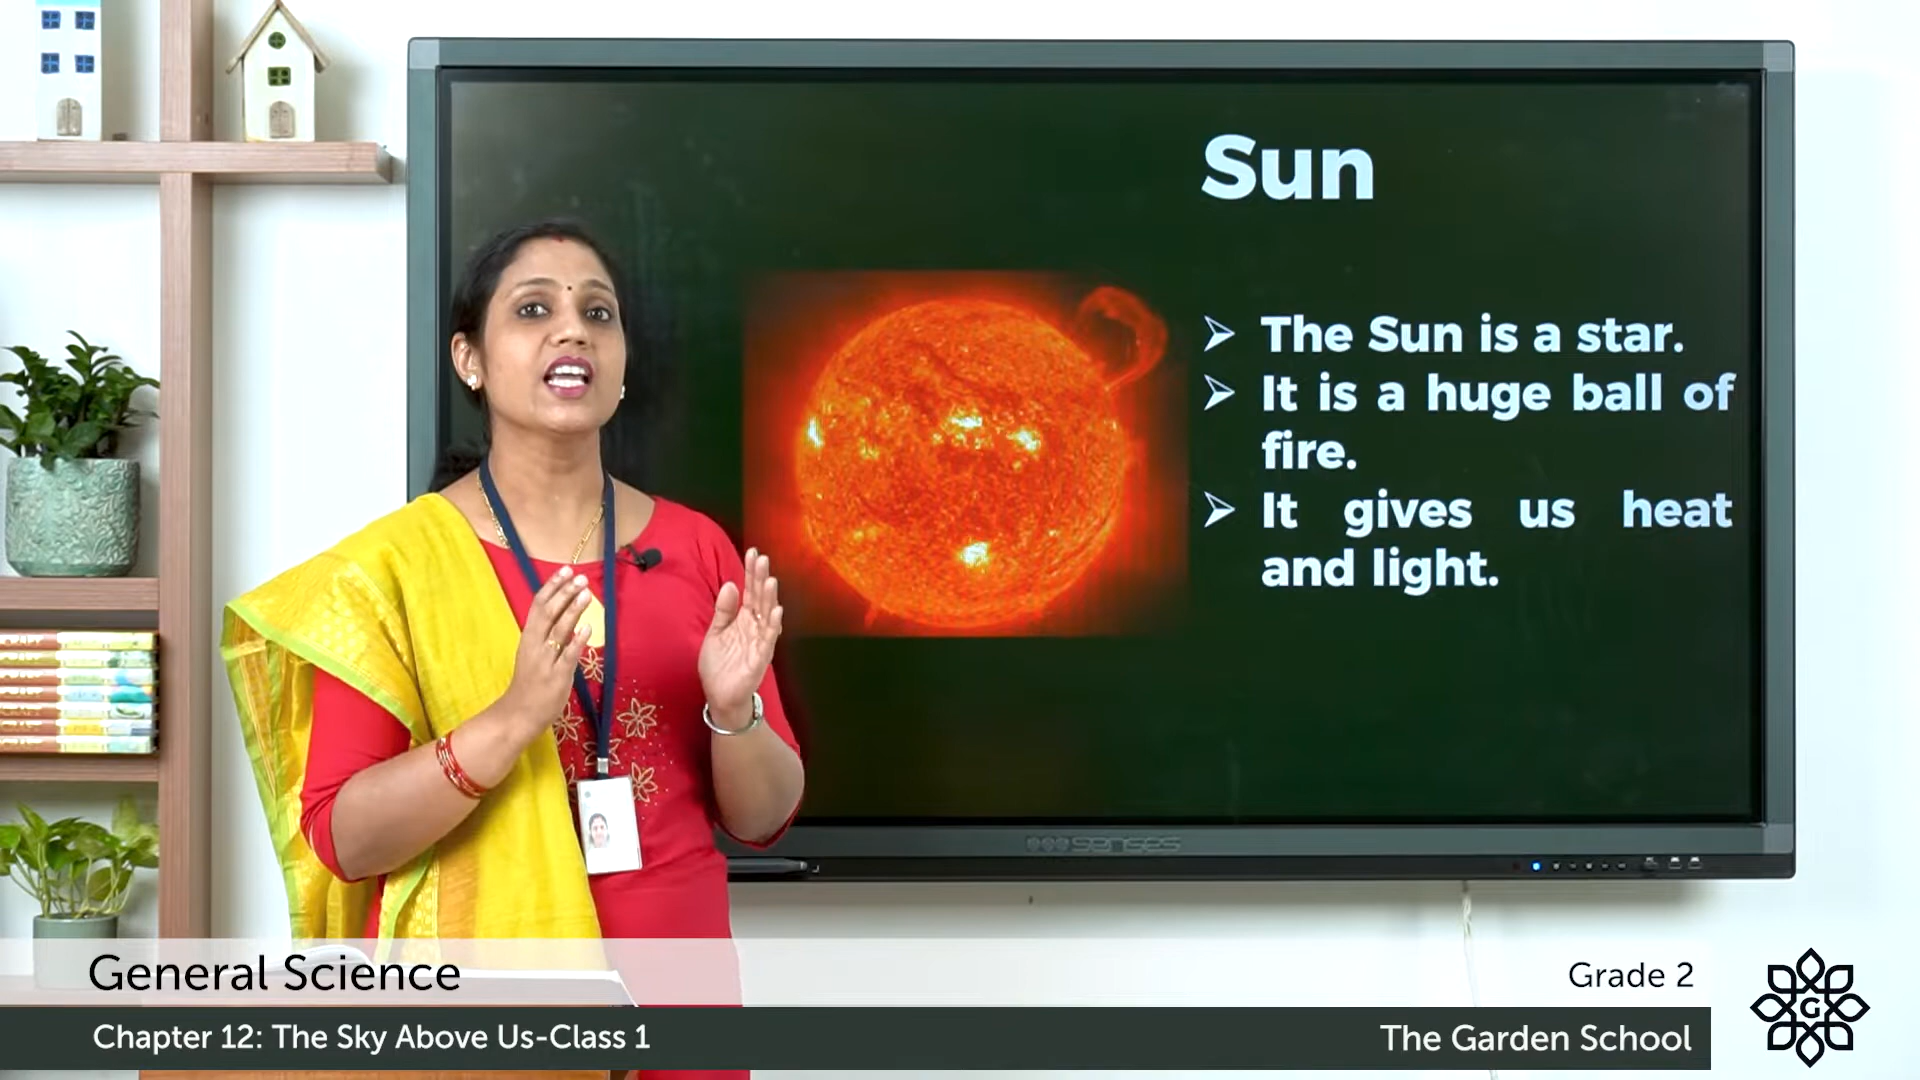 Sun
➢ The Sun is a star.
➢ It is a huge ball of
fire.
➢ It gives us heat
and light.
senses
General Science
Grade 2
Chapter 12: The Sky Above Us-Class 1
The Garden School
G